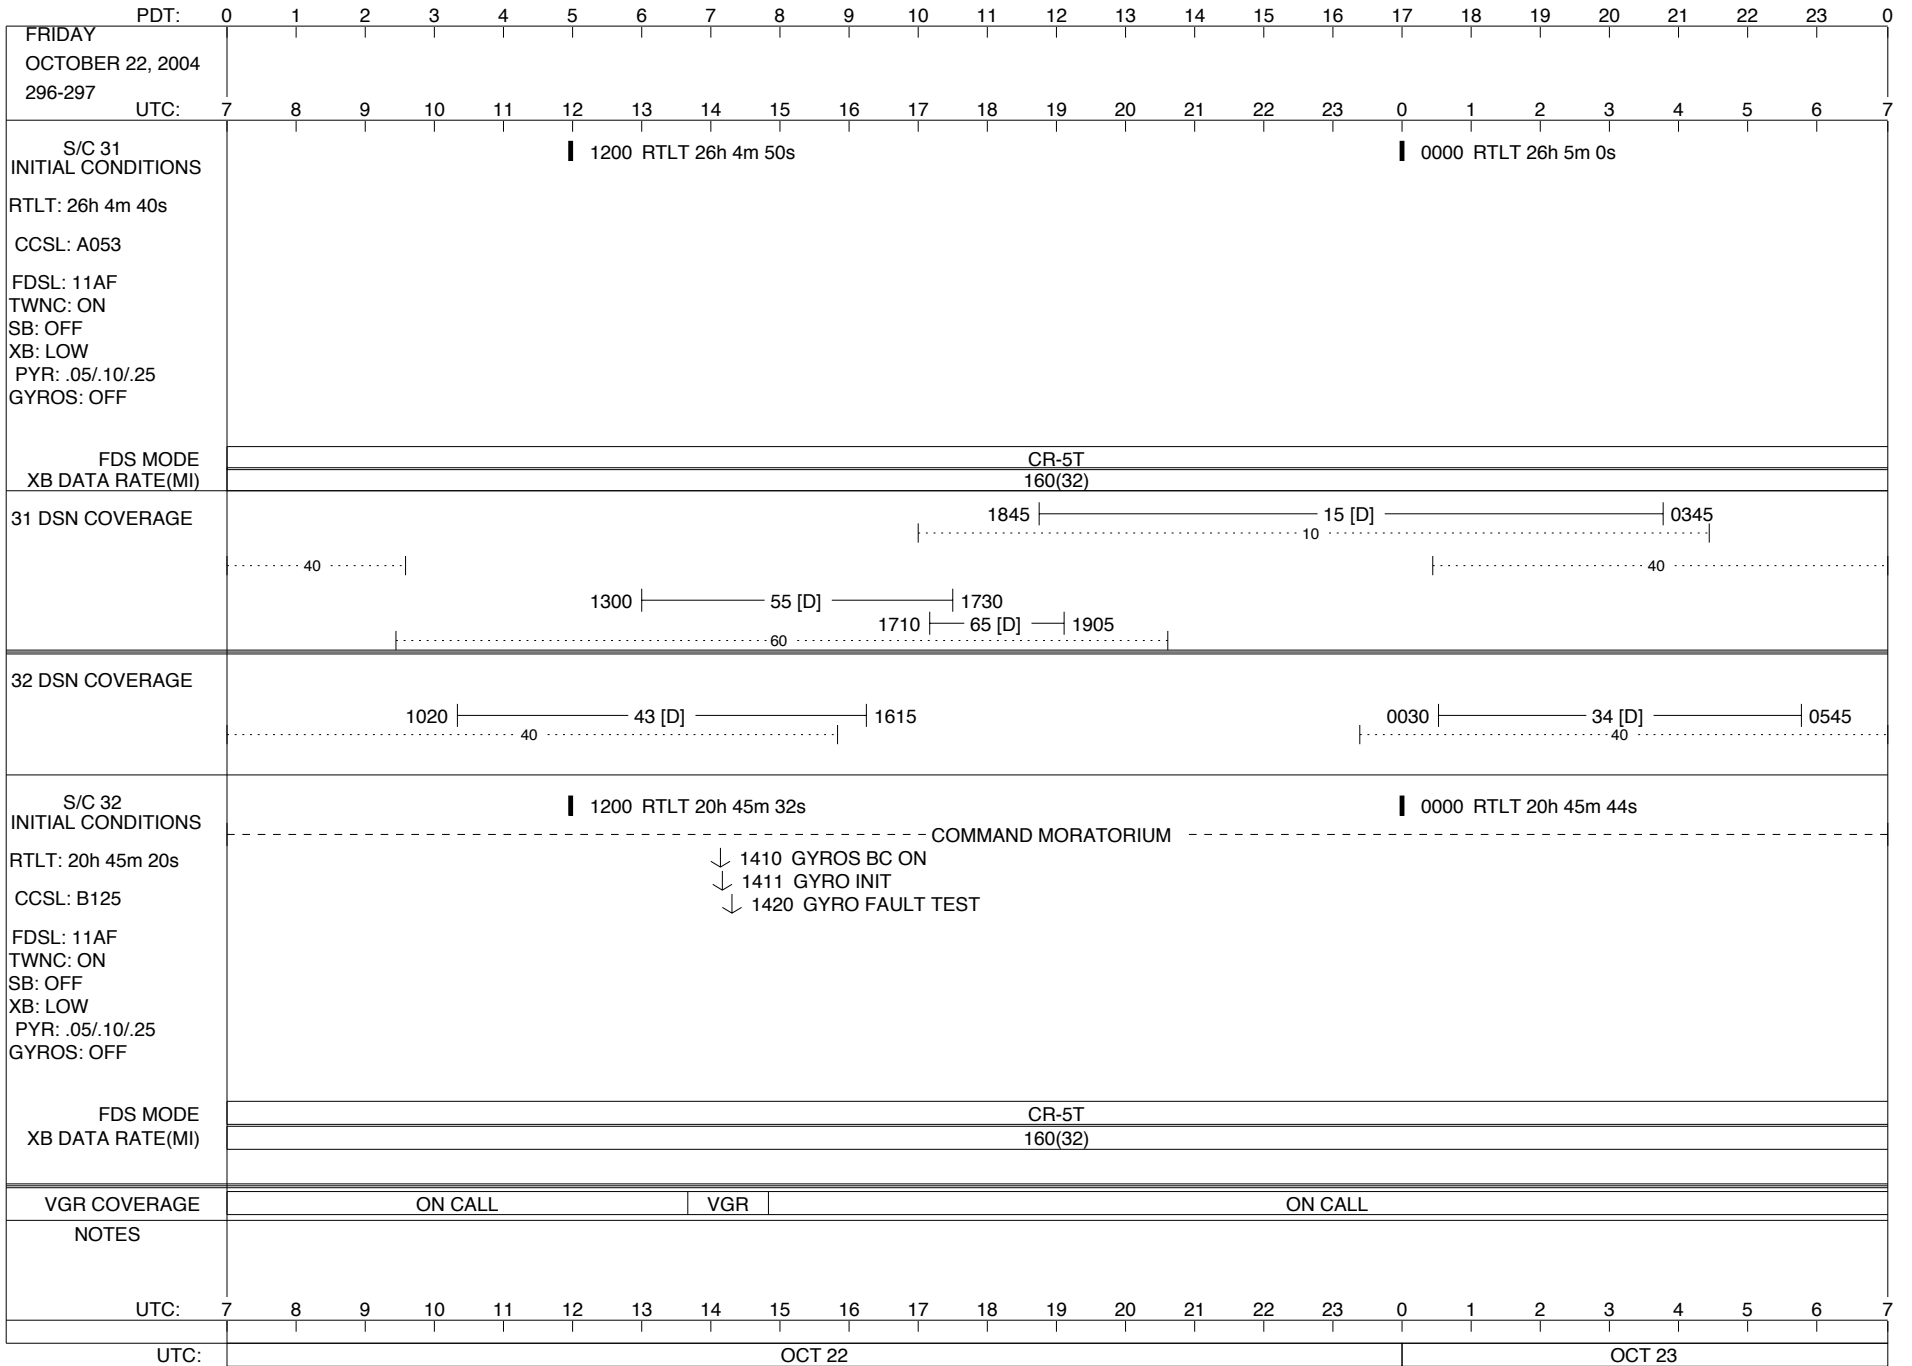 PDT: 0 1 2 3 4 5 6 7 8 9 10 11 12 13 14 15 16 17 18 19 20 21 22 23 0
FRIDAY
OCTOBER 22, 2004
296-297
UTC: 7 8 9 10 11 12 13 14 15 16 17 18 19 20 21 22 23 0 1 2 3 4 5 6 7
S/C 31
INITIAL CONDITIONS
1200 RTLT 26h 4m 50s
0000 RTLT 26h 5m 0s
RTLT: 26h 4m 40s
CCSL: A053
FDSL: 11AF
TWNC: ON
SB: OFF
XB: LOW
PYR: .05/.10/.25
GYROS: OFF
FDS MODE CR-5T
XB DATA RATE(MI) 160(32)
31 DSN COVERAGE
1845 15 [D] 0345
10
40 40
1300 55 [D] 1730
1710 65 [D] 1905
60
32 DSN COVERAGE
1020 43 [D] 1615 0030 34 [D] 0545
40 40
S/C 32
INITIAL CONDITIONS
1200 RTLT 20h 45m 32s
0000 RTLT 20h 45m 44s
COMMAND MORATORIUM
RTLT: 20h 45m 20s
1410 GYROS BC ON
1411 GYRO INIT
1420 GYRO FAULT TEST
CCSL: B125
FDSL: 11AF
TWNC: ON
SB: OFF
XB: LOW
PYR: .05/.10/.25
GYROS: OFF
FDS MODE CR-5T
XB DATA RATE(MI) 160(32)
VGR COVERAGE ON CALL VGR ON CALL
NOTES
UTC: 7 8 9 10 11 12 13 14 15 16 17 18 19 20 21 22 23 0 1 2 3 4 5 6 7
UTC: OCT 22 OCT 23